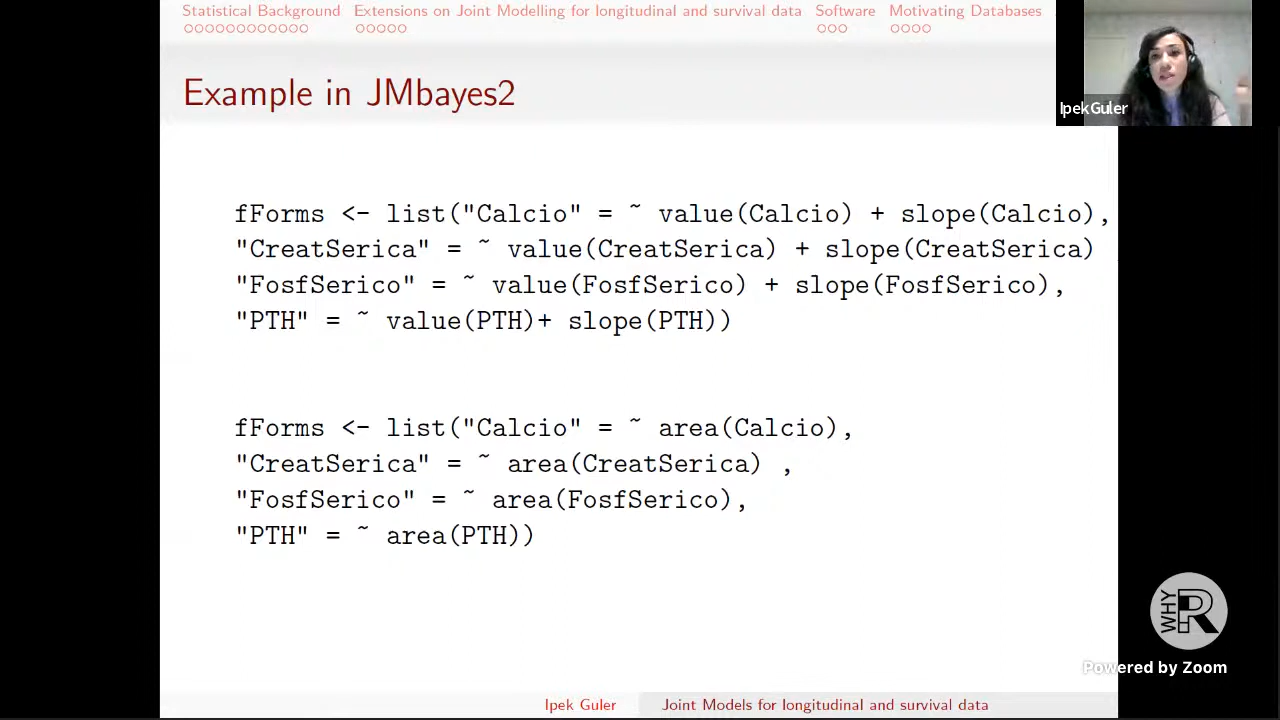 Statistical Background Extensions on Joint Modelling for longitudinal and survival data Software Motivating Databases
Ipek Guler
Example in JMbayes2
fForms <- list("Calcio" = ~ value(Calcio) + slope(Calcio),
"CreatSerica" = ~ value(CreatSerica) + slope(CreatSerica)
"FosfSerico" = ~ value(FosfSerico) + slope(FosfSerico),
"PTH" = ~ value(PTH)+ slope(PTH))
fForms <- list("Calcio" = ~ area(Calcio),
"CreatSerica" = ~ area(CreatSerica) ,
"FosfSerico" = ~ area(FosfSerico),
"PTH" = ~ area(PTH))
WHY R
Powered by Zoom
Ipek Guler Joint Models for longitudinal and survival data